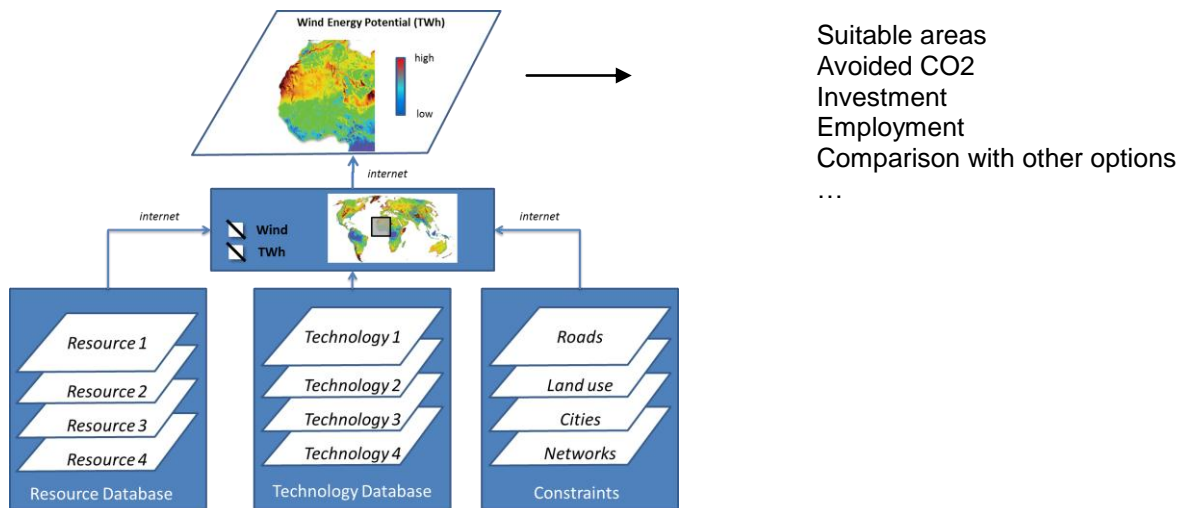 Wind Energy Potential (TWh)
high
low
Suitable areas
Avoided CO2
Investment
Employment
Comparison with other options
…
internet
internet
internet
Wind
TWh
Resource 1
Resource 2
Resource 3
Resource 4
Resource Database
Technology 1
Technology 2
Technology 3
Technology 4
Technology Database
Roads
Land use
Cities
Networks
Constraints